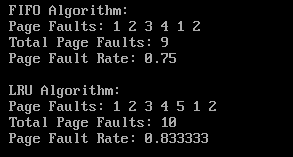 FIFO Algorithm:
Page Faults: 1 2 3 4 1 2
Total Page Faults: 9
Page Fault Rate: 0.75
LRU Algorithm:
Page Faults: 1 2 3 4 5 1 2
Total Page Faults: 10
Page Fault Rate: 0.833333